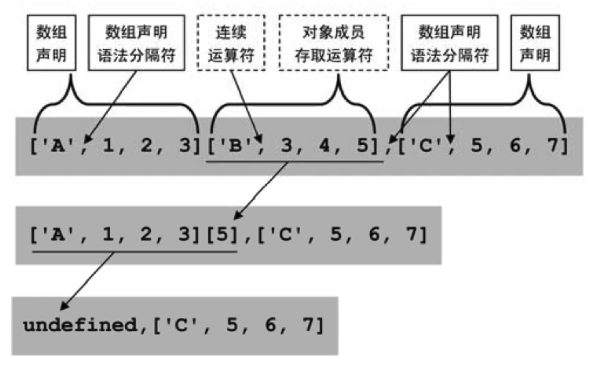 数组
声明
数组声明
语法分隔符
连续
运算符
对象成员
存取运算符
数组声明
语法分隔符
数组
声明
['A', 1, 2, 3]['B', 3, 4, 5],['C', 5, 6, 7]
['A', 1, 2, 3][5],['C', 5, 6, 7]
undefined,['C', 5, 6, 7]